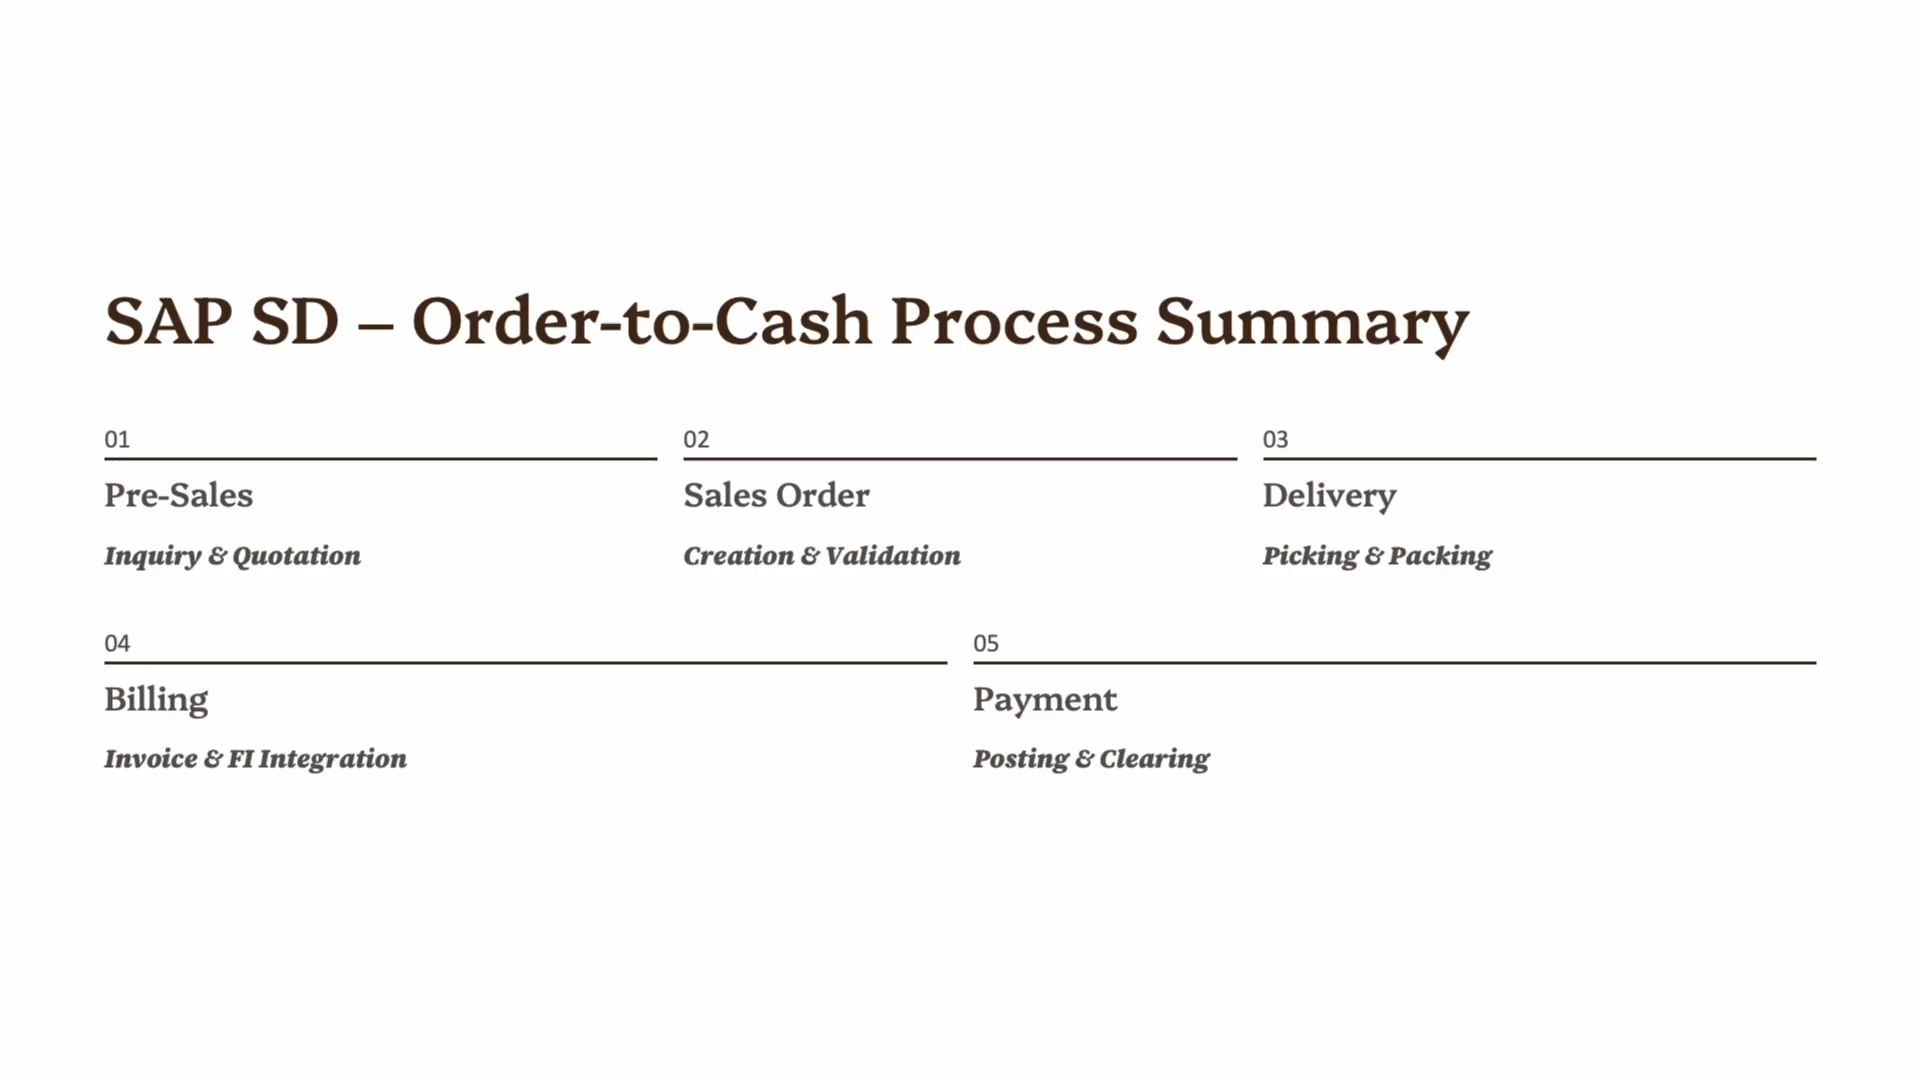 SAP SD – Order-to-Cash Process Summary
01
Pre-Sales
Inquiry & Quotation
02
Sales Order
Creation & Validation
03
Delivery
Picking & Packing
04
Billing
Invoice & FI Integration
05
Payment
Posting & Clearing